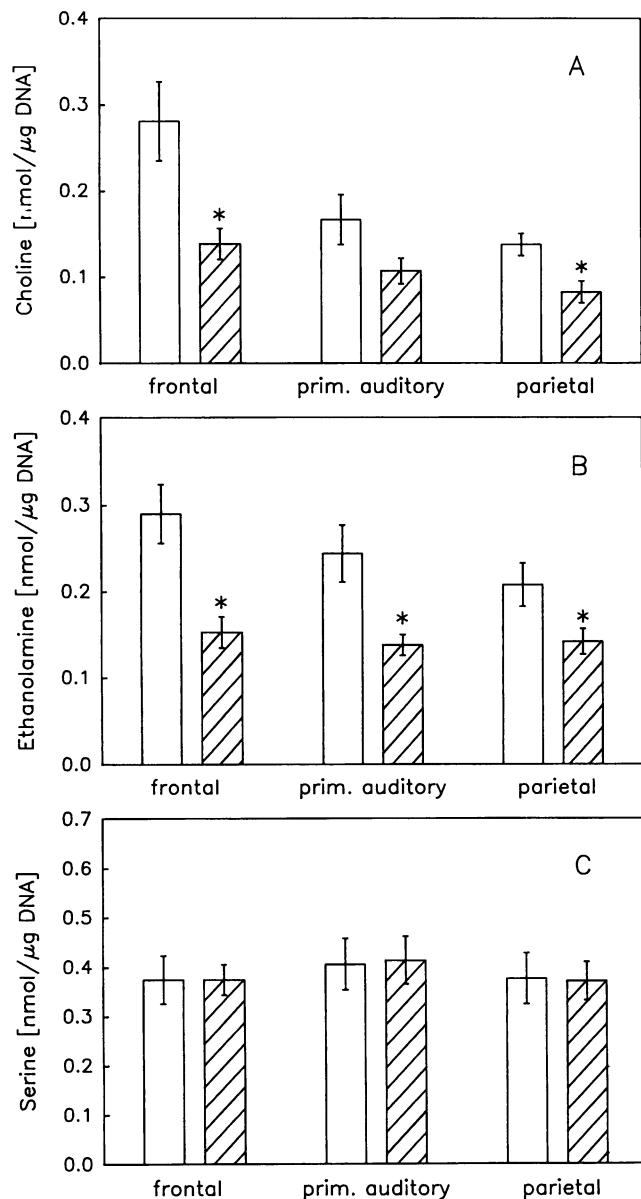 A
Choline [nmol/μg DNA]
0.4
0.3
0.2
0.1
0.0
*
*
frontal prim. auditory parietal
B
Ethanolamine [nmol/μg DNA]
0.4
0.3
0.2
0.1
0.0
*
*
*
frontal prim. auditory parietal
C
Serine [nmol/μg DNA]
0.7
0.6
0.5
0.4
0.3
0.2
0.1
0.0
frontal prim. auditory parietal